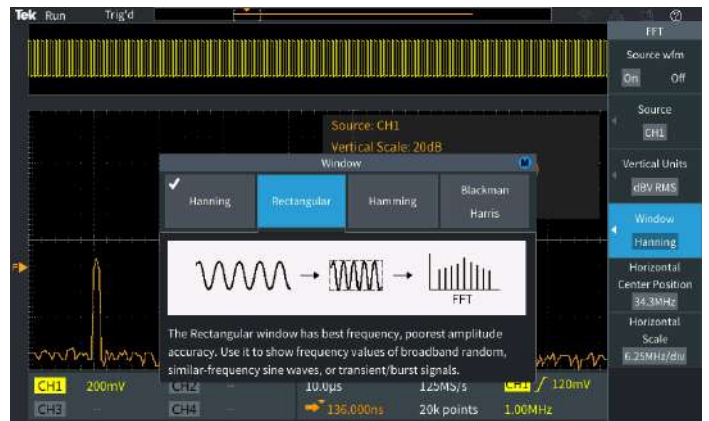 Tek Run Trig'd
FFT
Source wfm
On Off
Source
CH1
Vertical Units
dBV RMS
Window
Hanning
Horizontal
Center Position
34.3MHz
Horizontal
Scale
6.25MHz/div
Source: CH1
Vertical Scale: 20dB
Window
M
Hanning
Rectangular
Hamming
Blackman
Harris
FFT
The Rectangular window has best frequency, poorest amplitude
accuracy. Use it to show frequency values of broadband random,
similar-frequency sine waves, or transient/burst signals.
F
CH1 200mV CH2 -- 10.0µs 125MS/s CH1 120mV
CH3 -- CH4 -- 136.000ns 20k points 1.00MHz